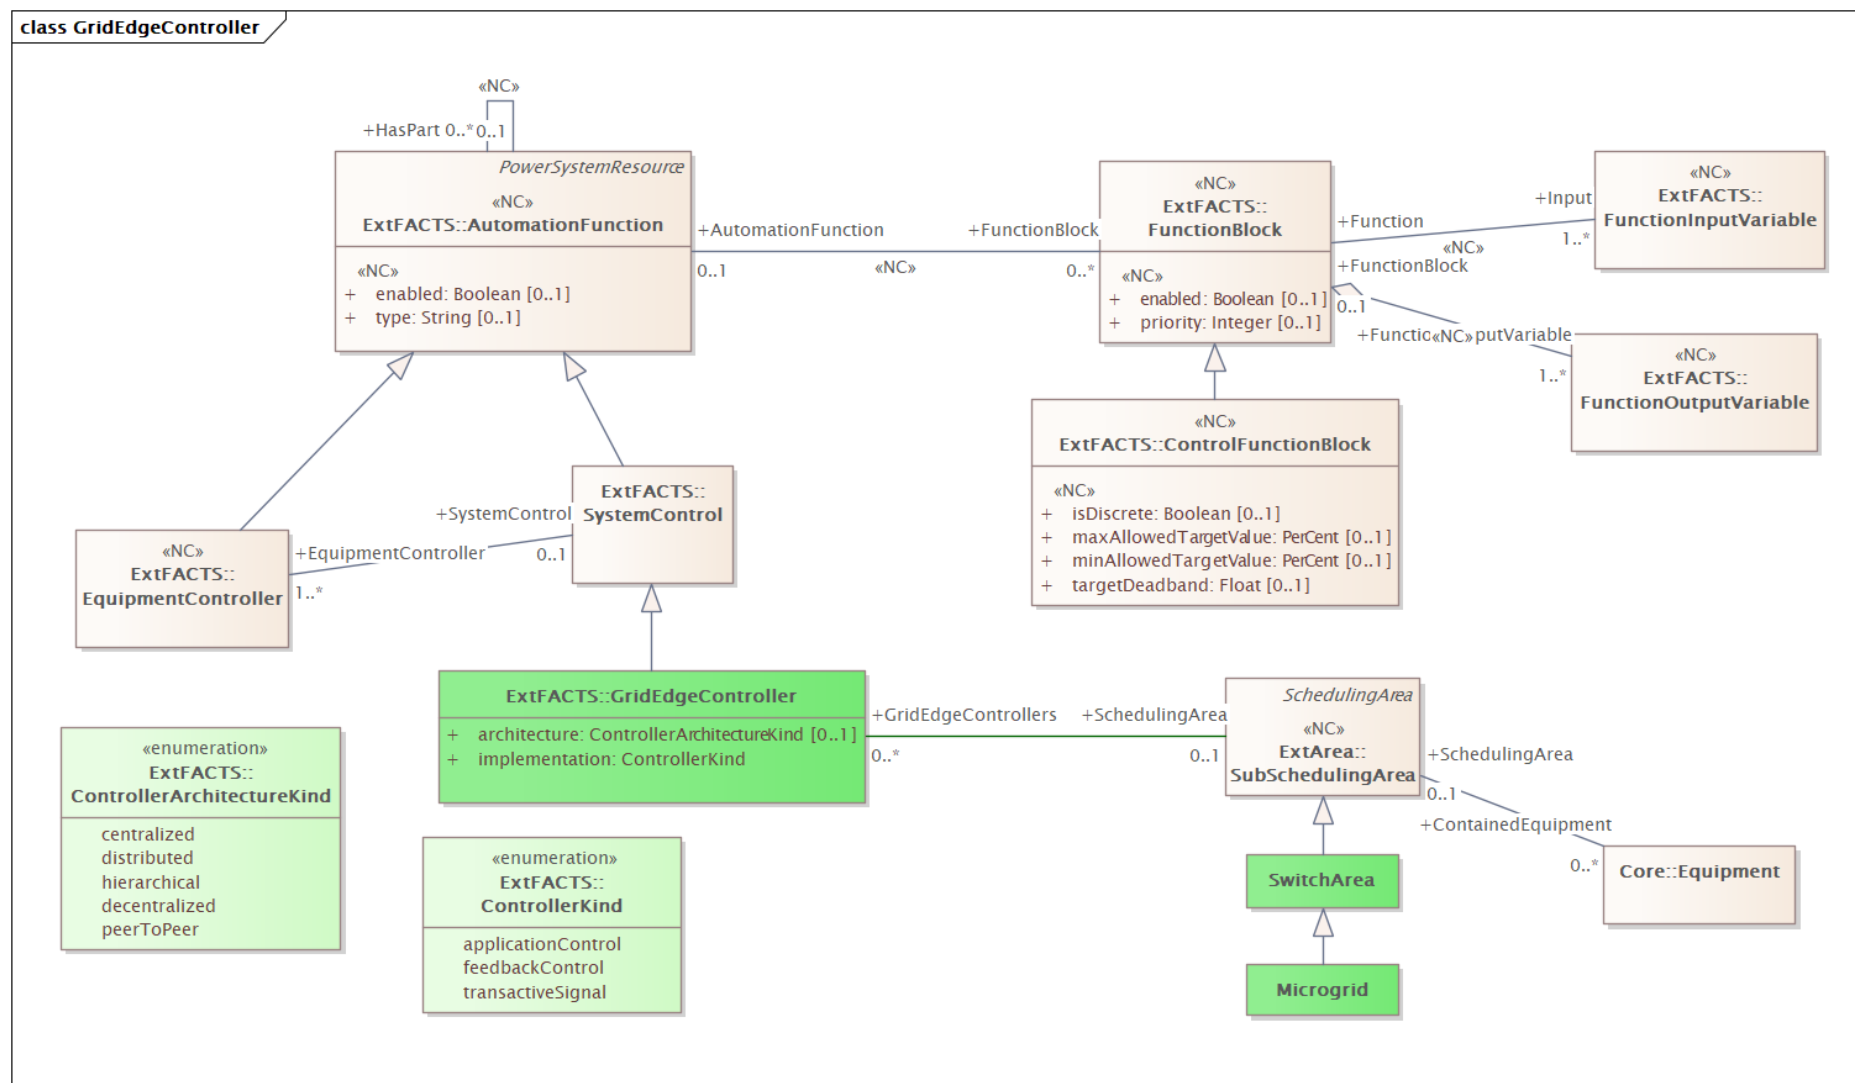 class GridEdgeController
«NC»
+HasPart 0..* 0..1
PowerSystemResource
«NC»
ExtFACTS::AutomationFunction
«NC»
+ enabled: Boolean [0..1]
+ type: String [0..1]
+AutomationFunction
0..1
«NC»
+FunctionBlock
0..*
«NC»
ExtFACTS::
FunctionBlock
«NC»
+ enabled: Boolean [0..1]
+ priority: Integer [0..1]
+Function
«NC»
+Input
1..*
«NC»
ExtFACTS::
FunctionInputVariable
+FunctionBlock
0..1
«NC»
1..*
«NC»
ExtFACTS::
FunctionOutputVariable
«NC»
ExtFACTS::ControlFunctionBlock
«NC»
+ isDiscrete: Boolean [0..1]
+ maxAllowedTargetValue: PerCent [0..1]
+ minAllowedTargetValue: PerCent [0..1]
+ targetDeadband: Float [0..1]
ExtFACTS::
SystemControl
+SystemControl
0..1
+EquipmentController
1..*
«NC»
ExtFACTS::
EquipmentController
ExtFACTS::GridEdgeController
+ architecture: ControllerArchitectureKind [0..1]
+ implementation: ControllerKind
+GridEdgeControllers
0..*
+SchedulingArea
0..1
SchedulingArea
«NC»
ExtArea::
SubSchedulingArea
+SchedulingArea
0..1
+ContainedEquipment
0..*
Core::Equipment
SwitchArea
Microgrid
«enumeration»
ExtFACTS::
ControllerArchitectureKind
centralized
distributed
hierarchical
decentralized
peerToPeer
«enumeration»
ExtFACTS::
ControllerKind
applicationControl
feedbackControl
transactiveSignal